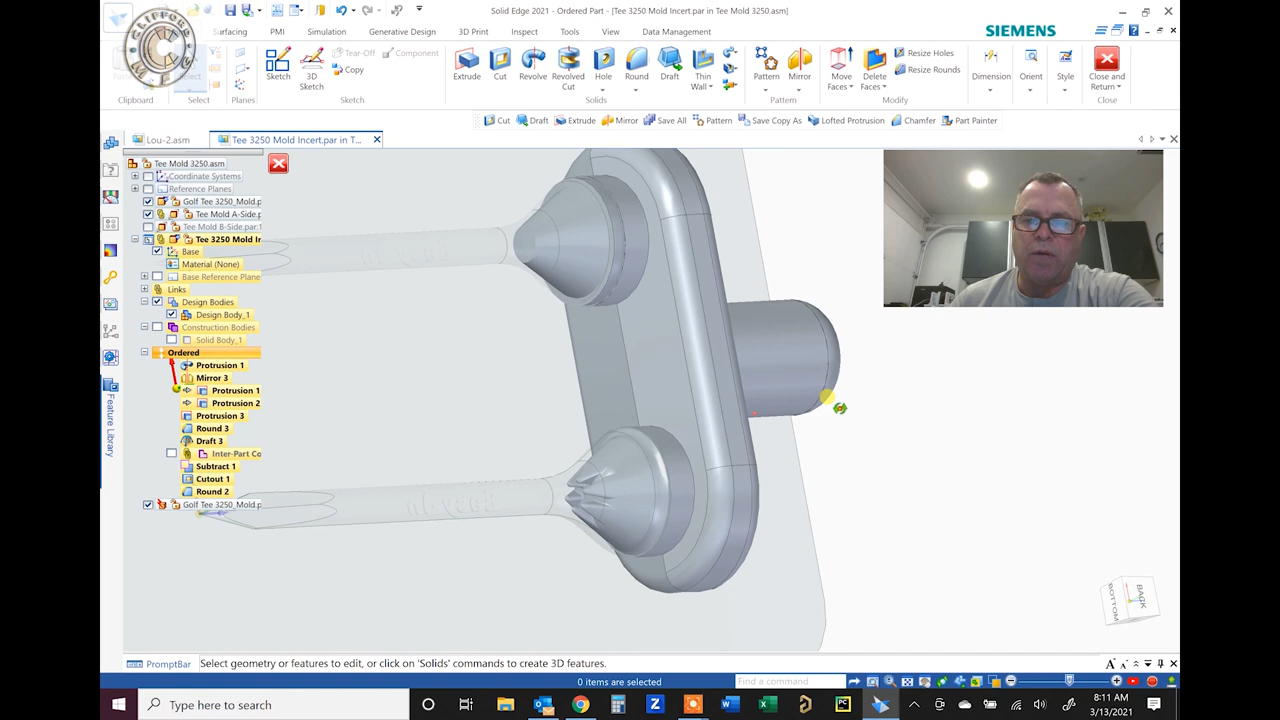 Solid Edge 2021 - Ordered Part - [Tee 3250 Mold Incert.par in Tee Mold 3250.asm]
CLIFFORD
Surfacing PMI Simulation Generative Design 3D Print Inspect Tools View Data Management
SIEMENS
Tear-Off Component
Copy
Resize Holes
Resize Rounds
Select Sketch 3D Sketch Extrude Cut Revolve Revolved Cut Hole Round Draft Thin Wall Pattern Mirror Move Faces Delete Faces Dimension Orient Style Close and Return
Clipboard Select Planes Sketch Solids Pattern Modify Close
Cut Draft Extrude Mirror Save All Pattern Save Copy As Lofted Protrusion Chamfer Part Painter
Lou-2.asm Tee 3250 Mold Incert.par in T...
Tee Mold 3250.asm
Coordinate Systems
Reference Planes
Golf Tee 3250_Mold.p
Tee Mold A-Side.p
Tee Mold B-Side.par:1
Tee 3250 Mold Ir
Base
Material (None)
Base Reference Plane
Links
Design Bodies
Design Body_1
Construction Bodies
Solid Body_1
Ordered
Protrusion 1
Mirror 3
Protrusion 1
Protrusion 2
Protrusion 3
Round 3
Draft 3
Inter-Part Co
Subtract 1
Cutout 1
Round 2
Golf Tee 3250_Mold.p
Feature Library
BOTTOM BACK
PromptBar Select geometry or features to edit, or click on 'Solids' commands to create 3D features.
0 items are selected
Find a command
Type here to search
8:11 AM
3/13/2021